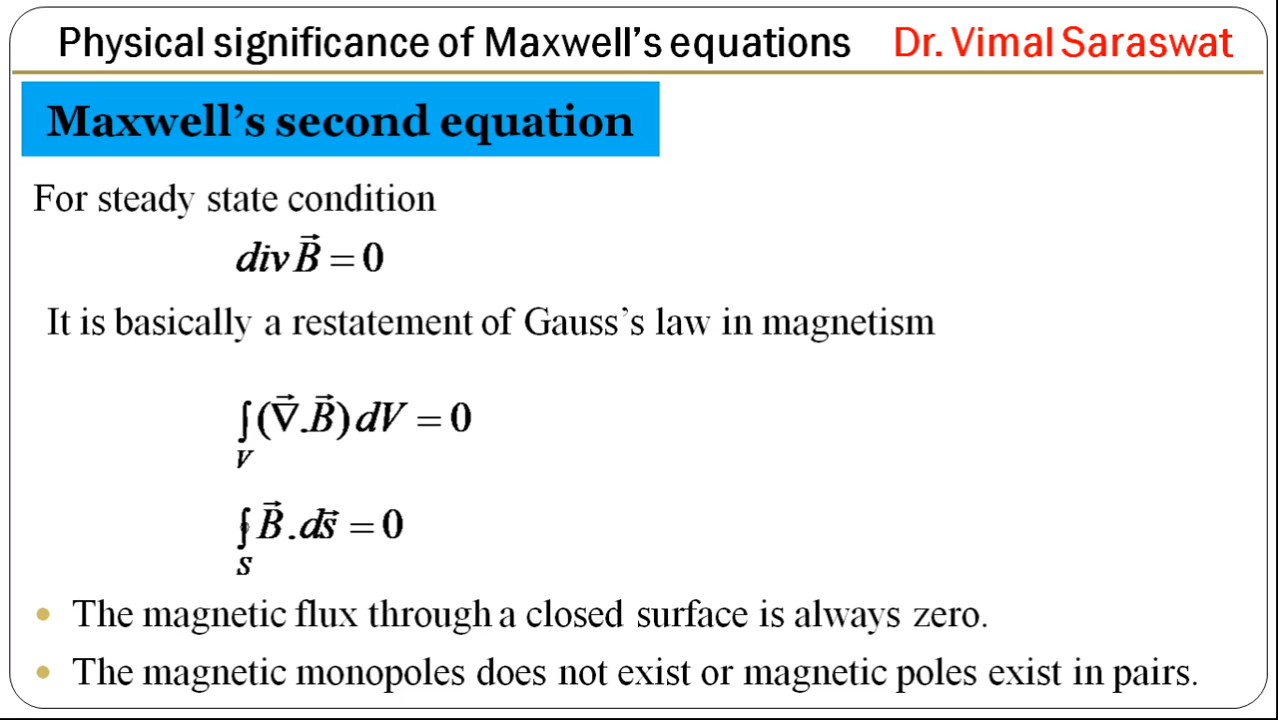 Physical significance of Maxwell's equations Dr. Vimal Saraswat
Maxwell's second equation
For steady state condition
div B⃗ = 0
It is basically a restatement of Gauss's law in magnetism
∫(∇⃗.B⃗) dV = 0
V
∮B⃗.ds⃗ = 0
S
• The magnetic flux through a closed surface is always zero.
• The magnetic monopoles does not exist or magnetic poles exist in pairs.